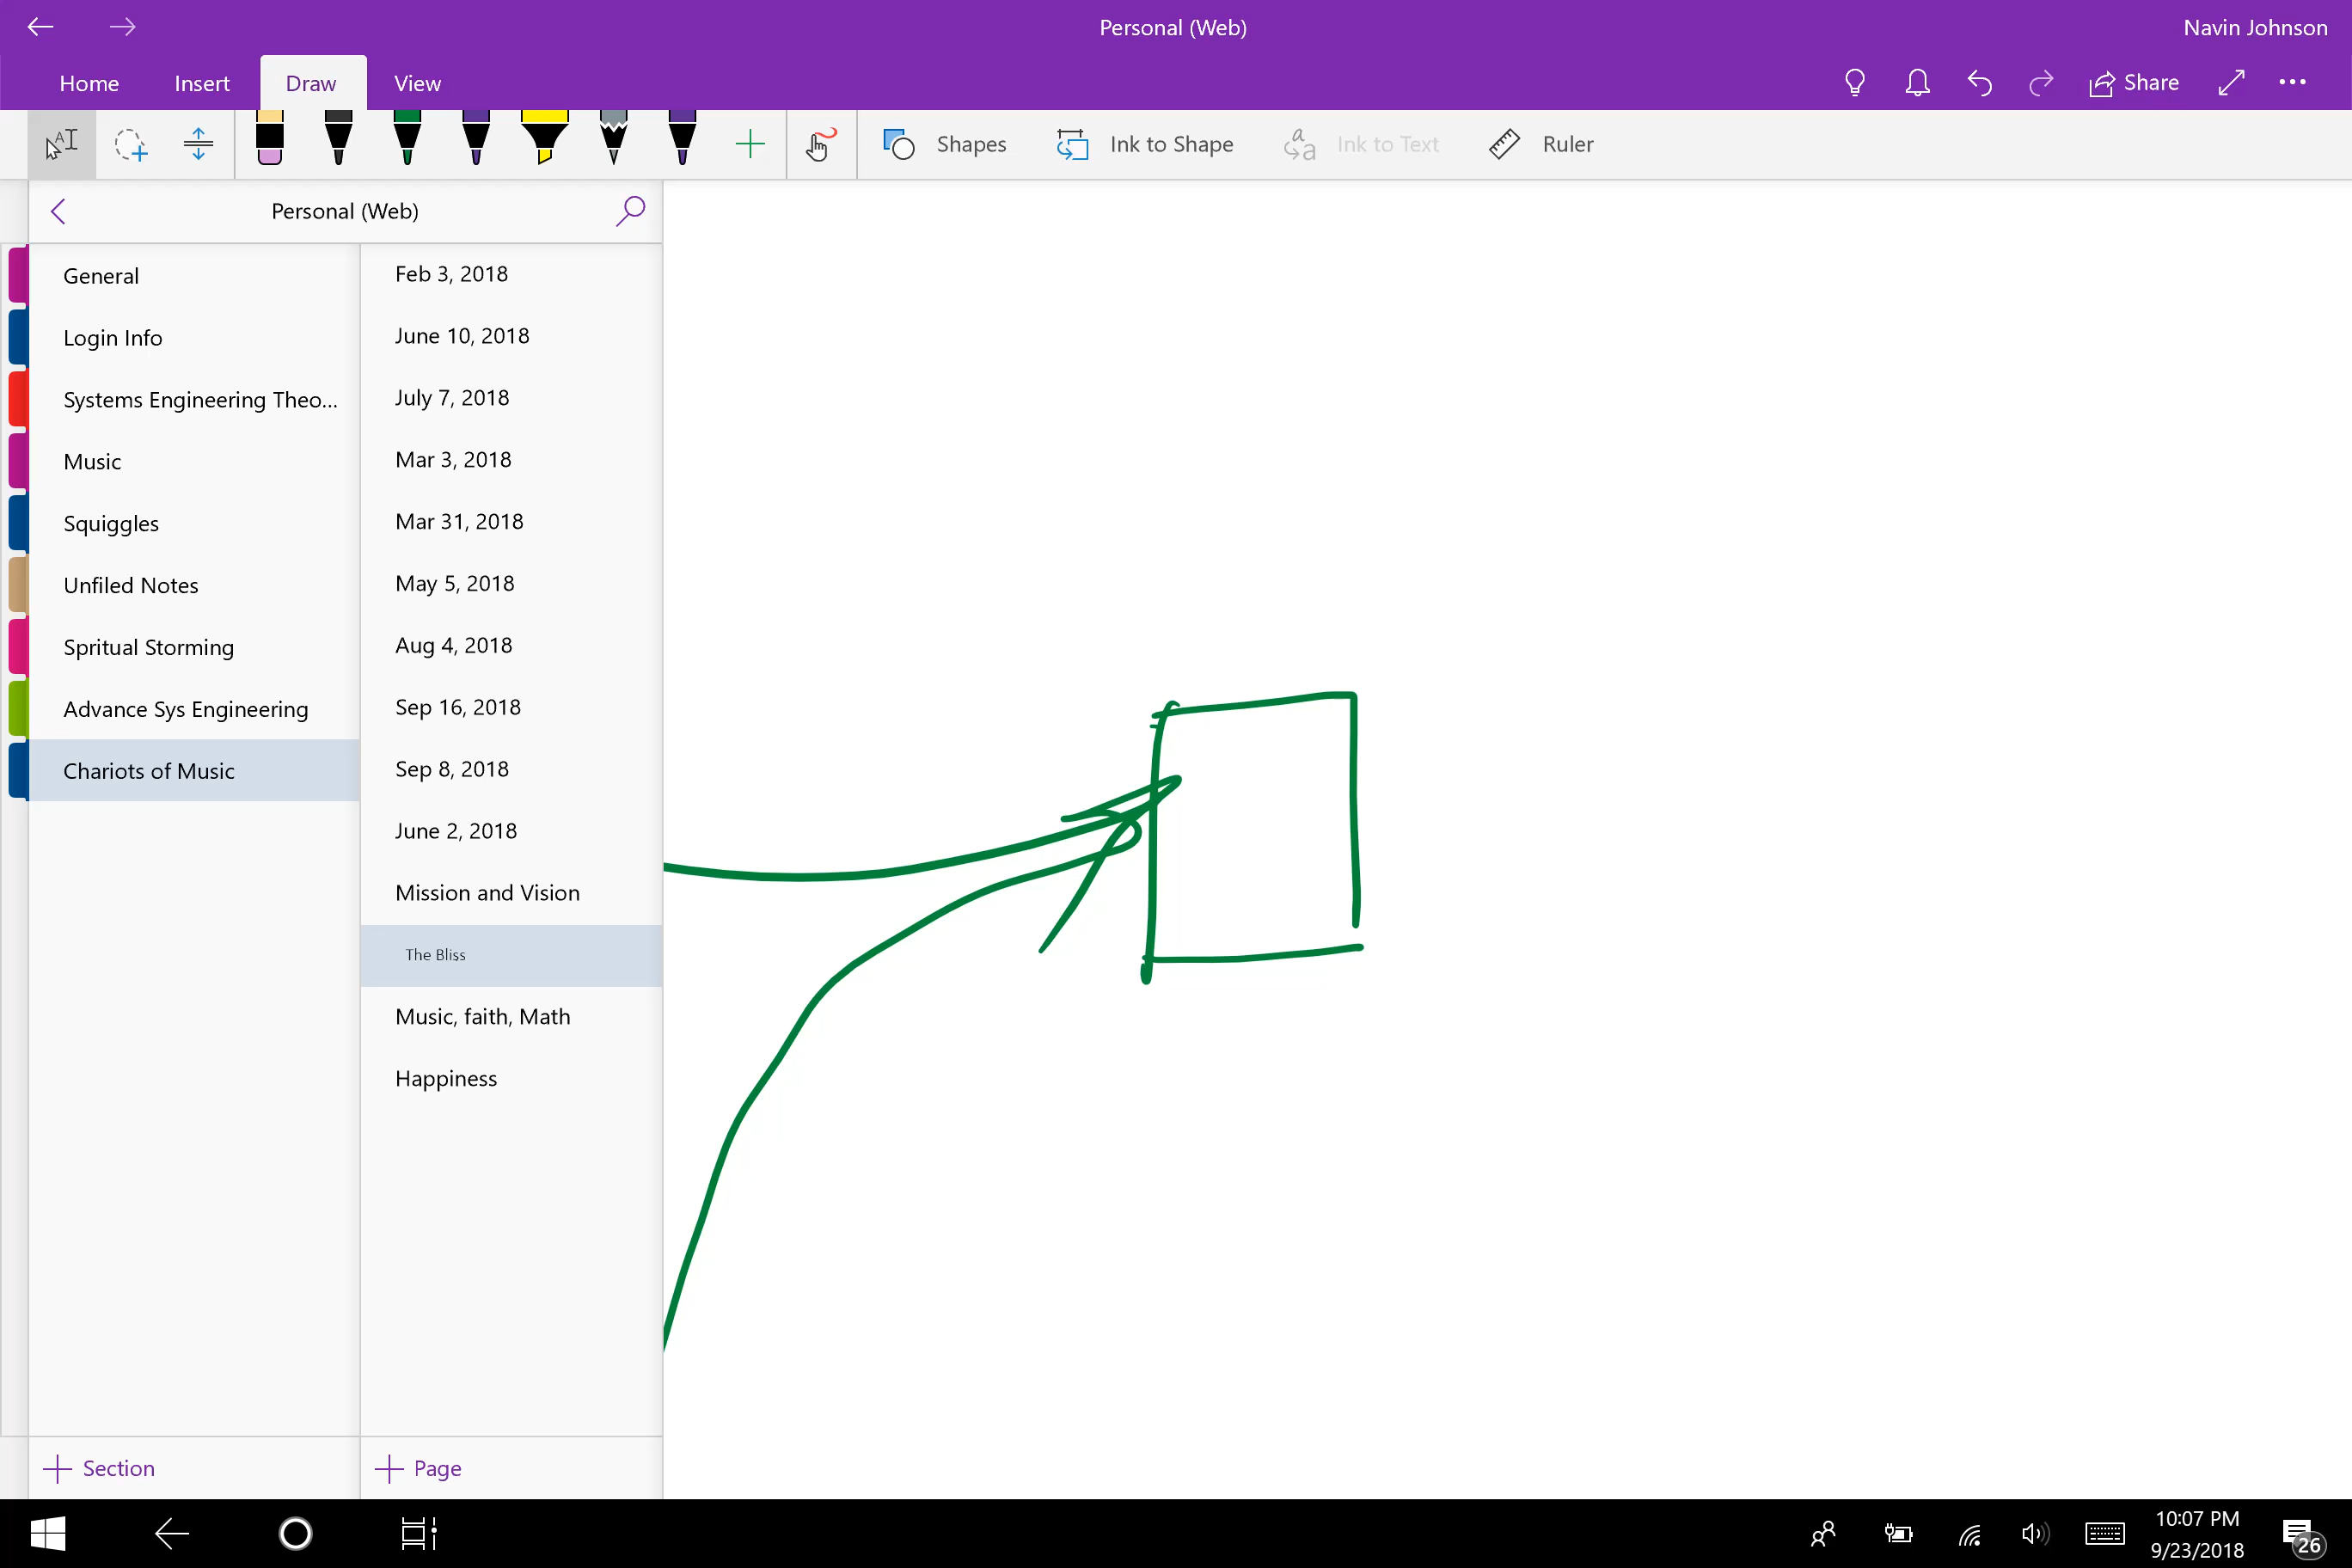 Personal (Web)
Navin Johnson
Home Insert Draw View
Share
Shapes Ink to Shape Ink to Text Ruler
Personal (Web)
General
Login Info
Systems Engineering Theo...
Music
Squiggles
Unfiled Notes
Spritual Storming
Advance Sys Engineering
Chariots of Music
Feb 3, 2018
June 10, 2018
July 7, 2018
Mar 3, 2018
Mar 31, 2018
May 5, 2018
Aug 4, 2018
Sep 16, 2018
Sep 8, 2018
June 2, 2018
Mission and Vision
The Bliss
Music, faith, Math
Happiness
Section
Page
10:07 PM
9/23/2018
26